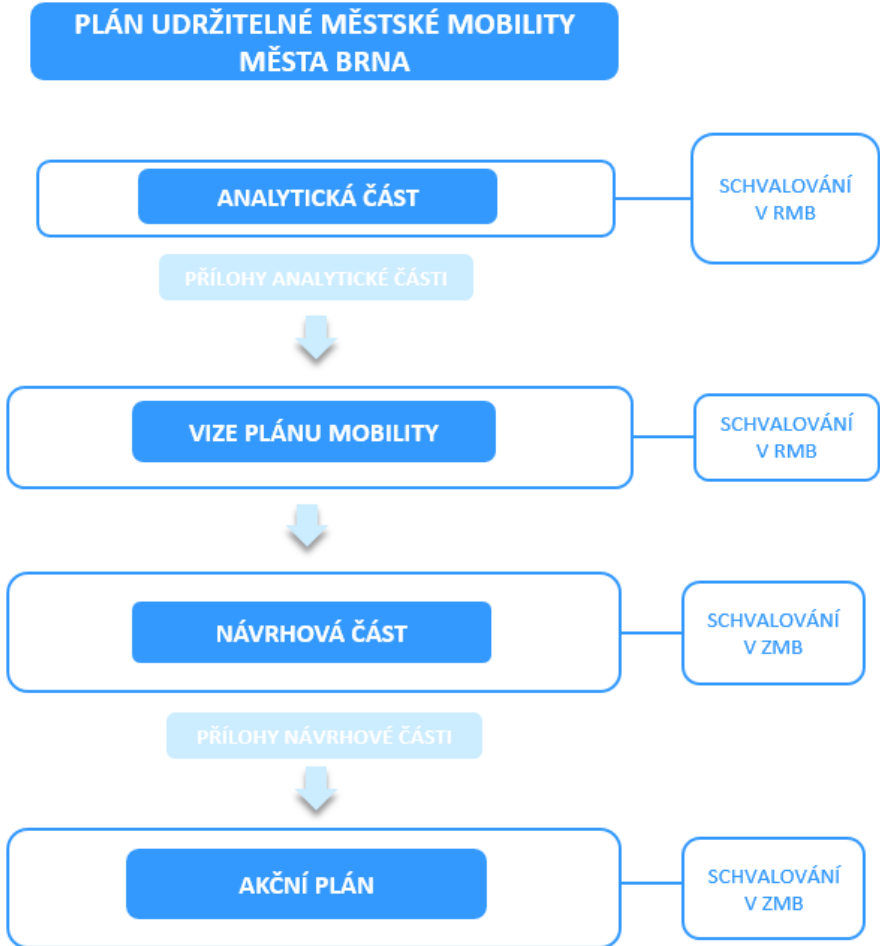 PLÁN UDRŽITELNÉ MĚSTSKÉ MOBILITY
MĚSTA BRNA
ANALYTICKÁ ČÁST
SCHVALOVÁNÍ
V RMB
PŘÍLOHY ANALYTICKÉ ČÁSTI
VIZE PLÁNU MOBILITY
SCHVALOVÁNÍ
V RMB
NÁVRHOVÁ ČÁST
SCHVALOVÁNÍ
V ZMB
PŘÍLOHY NÁVRHOVÉ ČÁSTI
AKČNÍ PLÁN
SCHVALOVÁNÍ
V ZMB